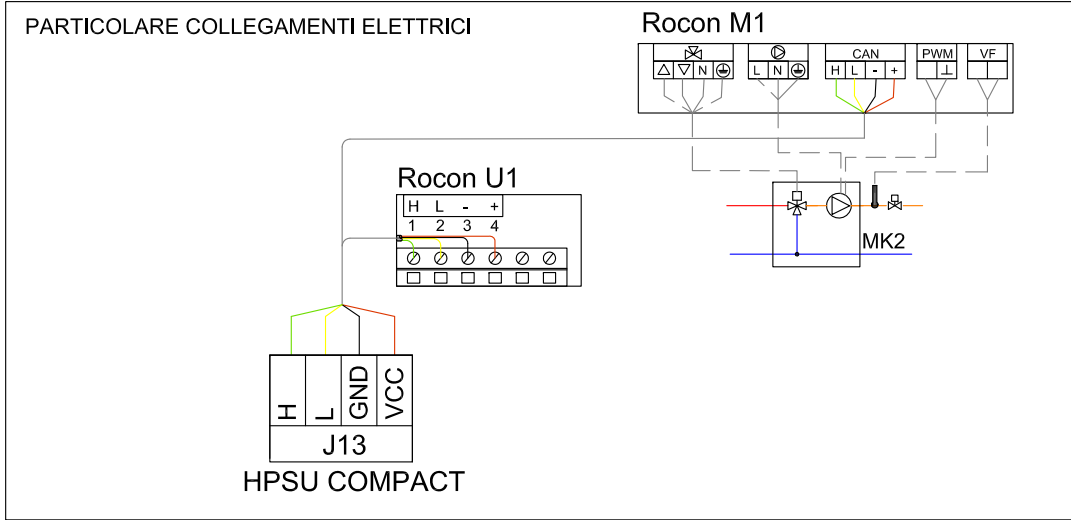 PARTICOLARE COLLEGAMENTI ELETTRICI
Rocon M1
CAN PWM VF
N L N H L - +
Rocon U1
H L - +
1 2 3 4
MK2
H L GND VCC
J13
HPSU COMPACT